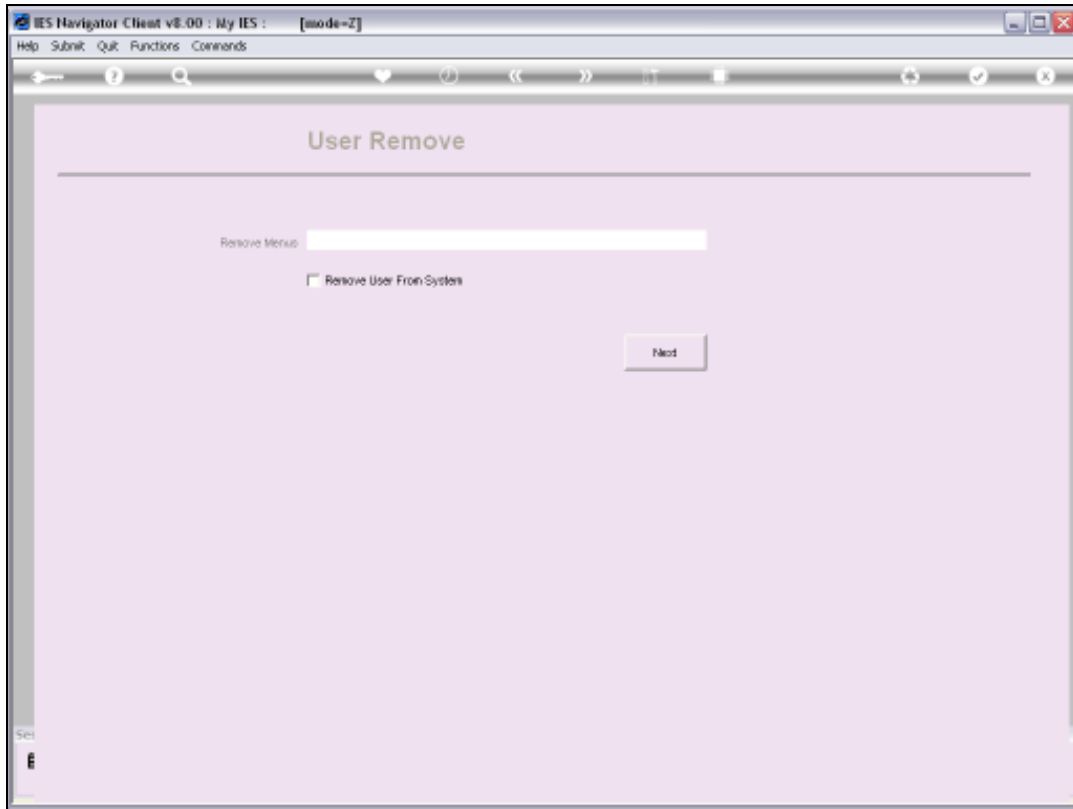 IES Navigator Client v8.00 : My IES : [mode=Z]
Help Submit Quit Functions Commands
User Remove
Remove Menus
Remove User From System
Next
Ser